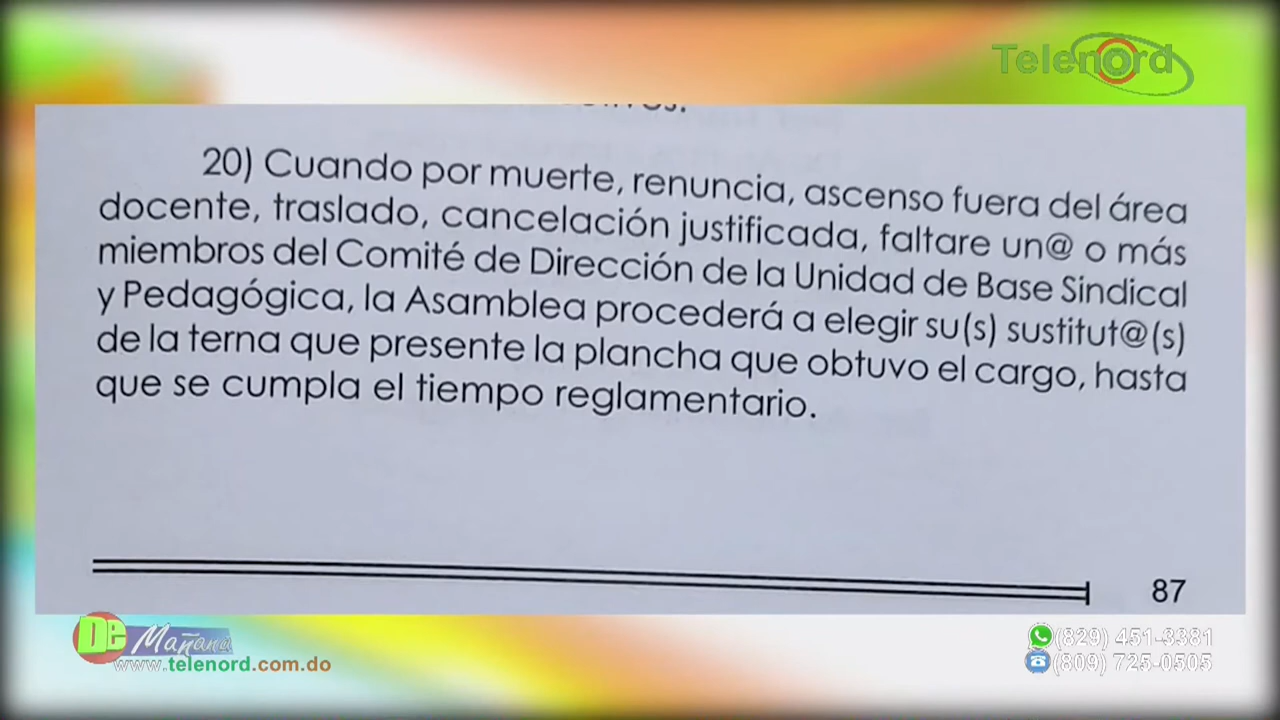 Telenord
20) Cuando por muerte, renuncia, ascenso fuera del área
docente, traslado, cancelación justificada, faltare un@ o más
miembros del Comité de Dirección de la Unidad de Base Sindical
y Pedagógica, la Asamblea procederá a elegir su(s) sustitut@(s)
de la terna que presente la plancha que obtuvo el cargo, hasta
que se cumpla el tiempo reglamentario.
87
De Mañana
www.telenord.com.do
(829) 451-3381
(809) 725-0505